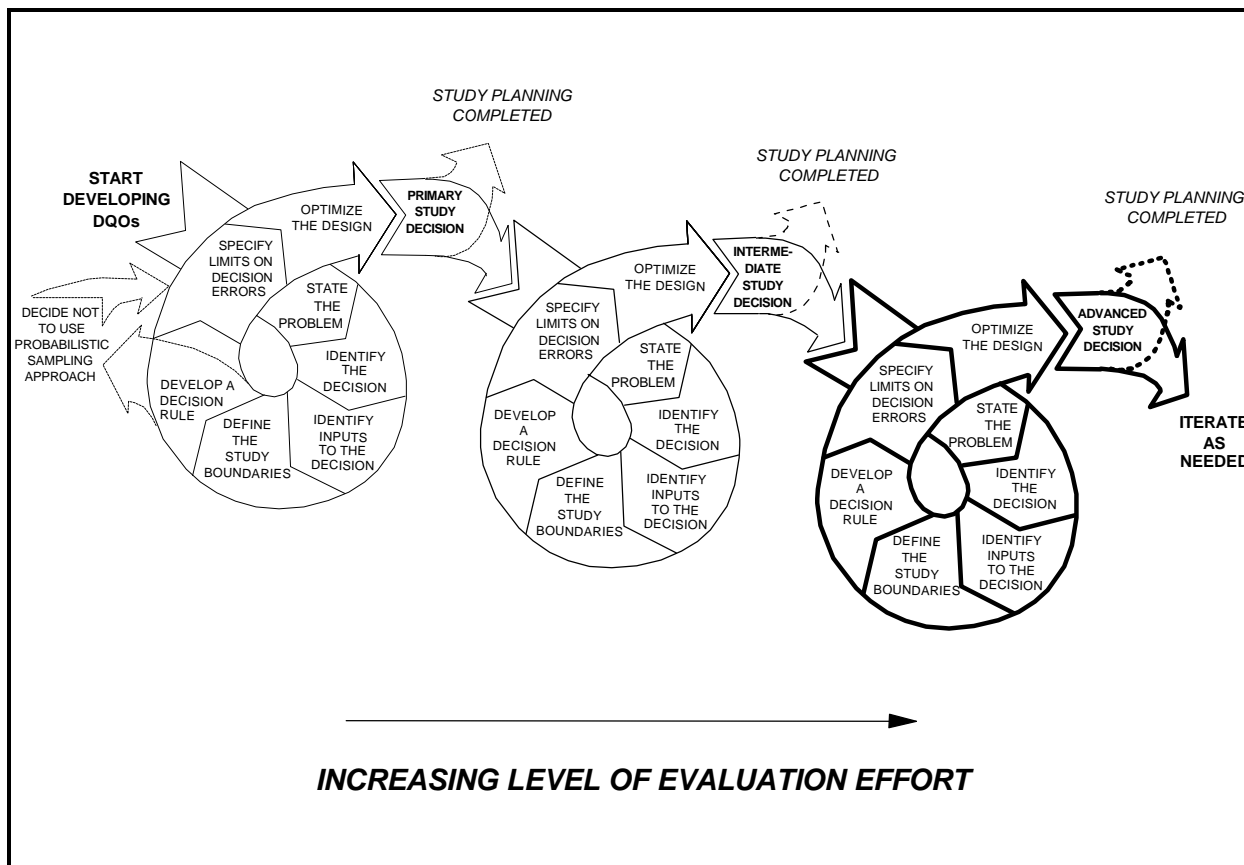 STUDY PLANNING
COMPLETED
START
DEVELOPING
DQOs
OPTIMIZE
THE DESIGN
PRIMARY
STUDY
DECISION
SPECIFY
LIMITS ON
DECISION
ERRORS
STATE
THE
PROBLEM
DECIDE NOT
TO USE
PROBABILISTIC
SAMPLING
APPROACH
IDENTIFY
THE
DECISION
DEVELOP A
DECISION
RULE
DEFINE
THE
STUDY
BOUNDARIES
IDENTIFY
INPUTS
TO THE
DECISION
STUDY PLANNING
COMPLETED
OPTIMIZE
THE DESIGN
INTERME-
DIATE
STUDY
DECISION
SPECIFY
LIMITS ON
DECISION
ERRORS
STATE
THE
PROBLEM
IDENTIFY
THE
DECISION
DEVELOP
A
DECISION
RULE
DEFINE
THE
STUDY
BOUNDARIES
IDENTIFY
INPUTS TO
THE
DECISION
STUDY PLANNING
COMPLETED
OPTIMIZE
THE DESIGN
ADVANCED
STUDY
DECISION
SPECIFY
LIMITS ON
DECISION
ERRORS
STATE
THE
PROBLEM
ITERATE
AS
NEEDED
IDENTIFY
THE
DECISION
DEVELOP
A
DECISION
RULE
DEFINE
THE
STUDY
BOUNDARIES
IDENTIFY
INPUTS
TO THE
DECISION
INCREASING LEVEL OF EVALUATION EFFORT